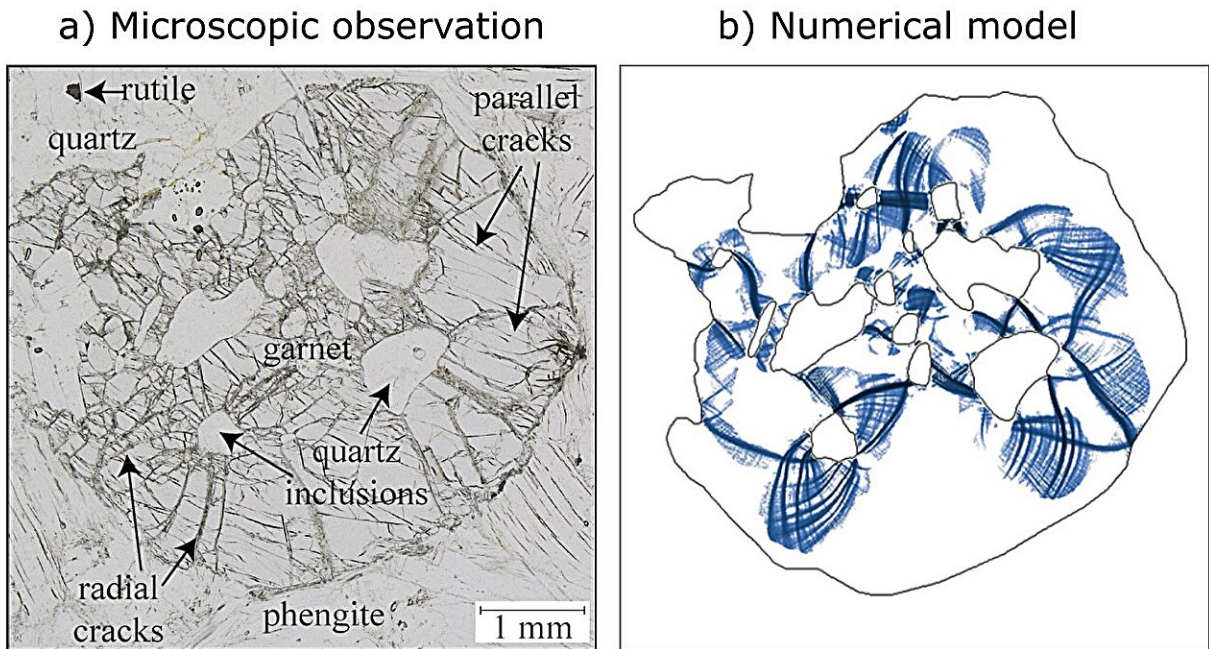 a) Microscopic observation
b) Numerical model
rutile
quartz
parallel
cracks
garnet
quartz
inclusions
radial
cracks
phengite
1 mm